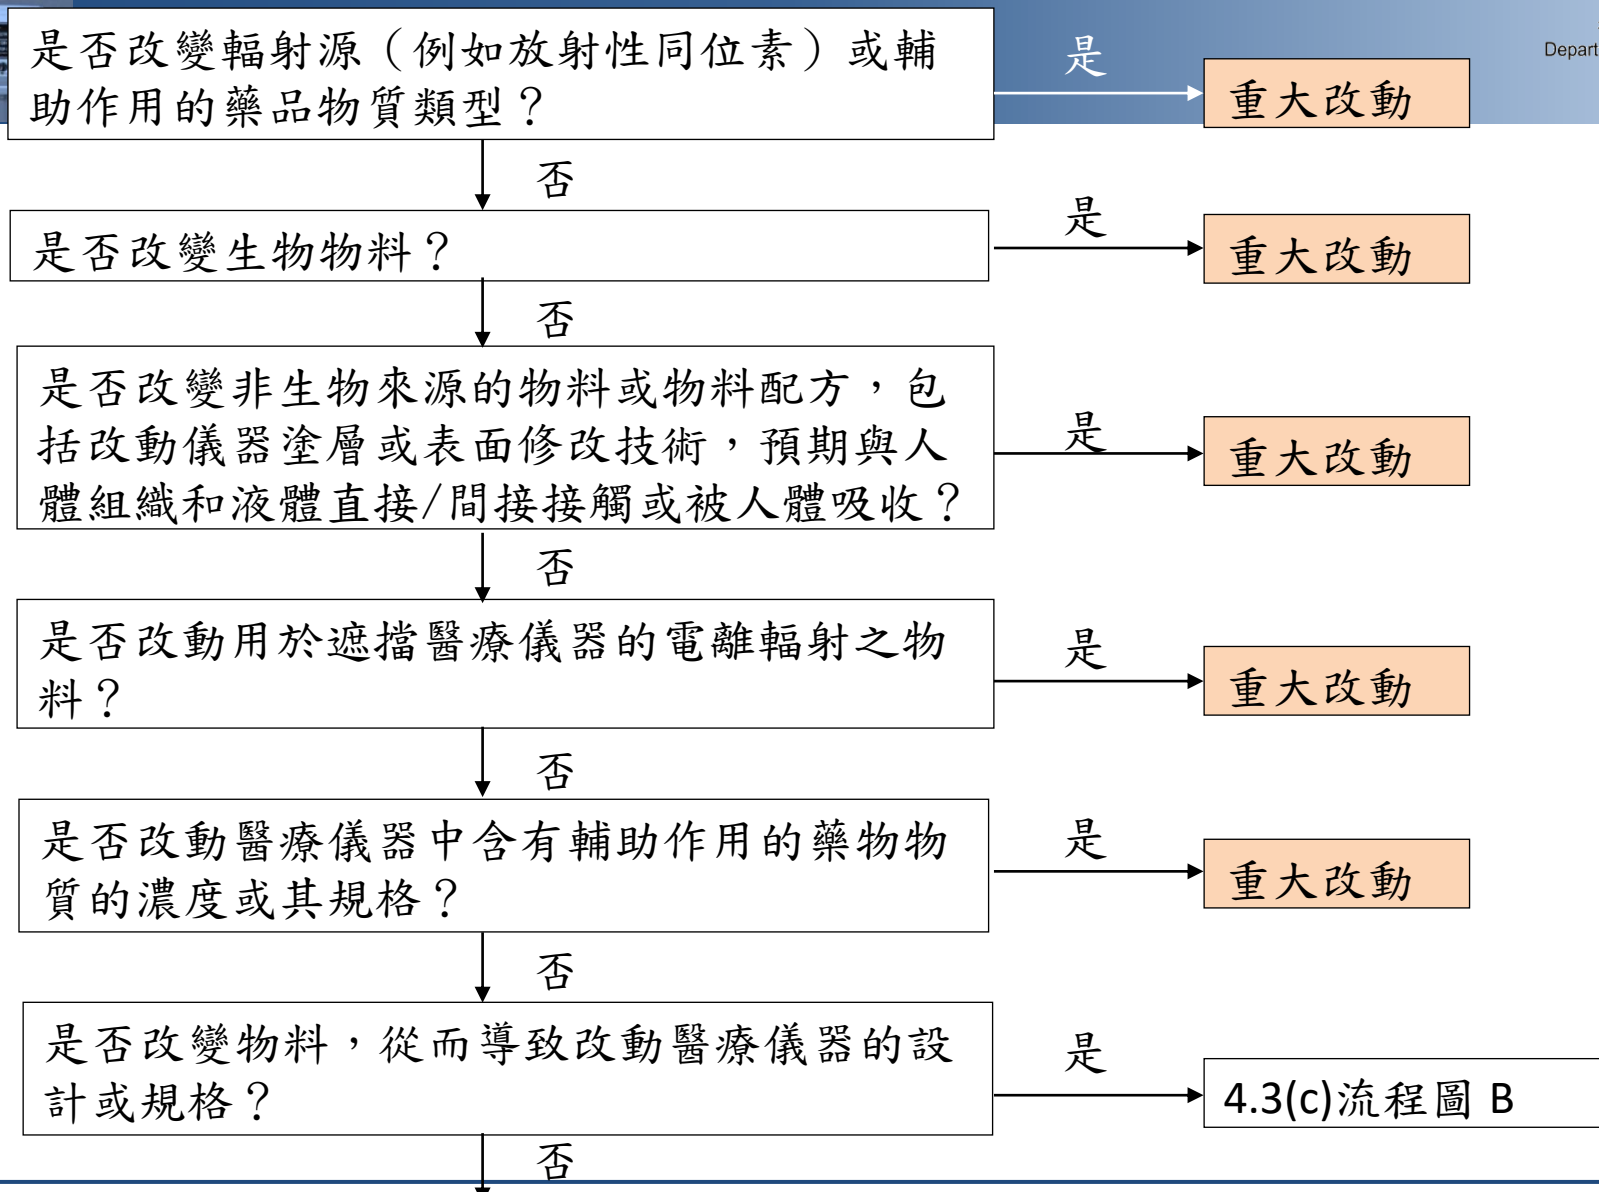 是否改變輻射源（例如放射性同位素）或輔
助作用的藥品物質類型？
是
重大改動
Depart
否
是否改變生物物料？
是
重大改動
否
是否改變非生物來源的物料或物料配方，包
括改動儀器塗層或表面修改技術，預期與人
體組織和液體直接/間接接觸或被人體吸收？
是
重大改動
否
是否改動用於遮擋醫療儀器的電離輻射之物
料？
是
重大改動
否
是否改動醫療儀器中含有輔助作用的藥物物
質的濃度或其規格？
是
重大改動
否
是否改變物料，從而導致改動醫療儀器的設
計或規格？
是
4.3(c)流程圖 B
否